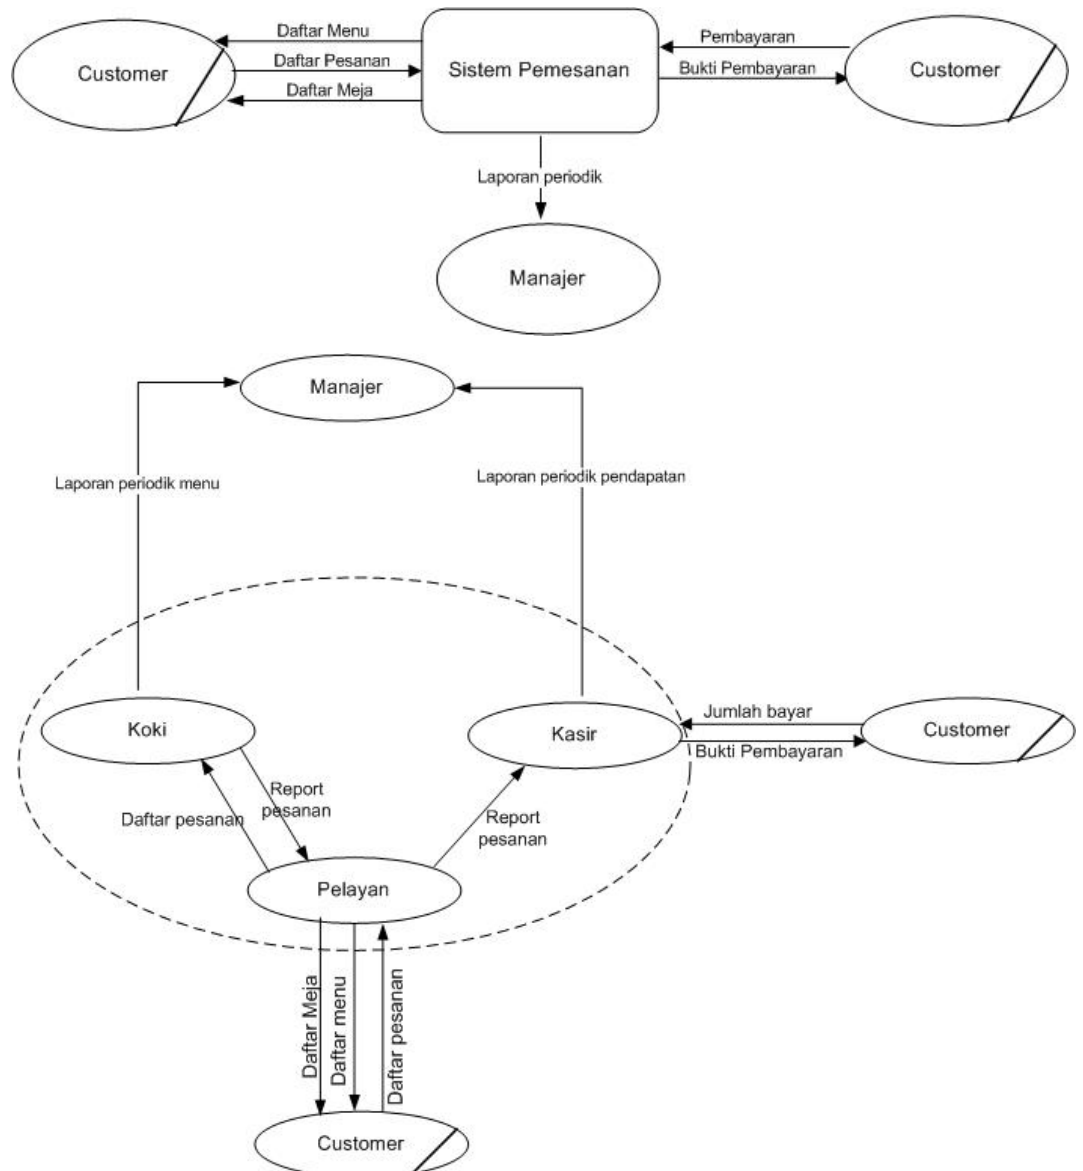 Daftar Menu
Daftar Pesanan
Daftar Meja
Customer
Sistem Pemesanan
Pembayaran
Bukti Pembayaran
Customer
Laporan periodik
Manajer
Manajer
Laporan periodik menu
Laporan periodik pendapatan
Koki
Kasir
Jumlah bayar
Bukti Pembayaran
Customer
Report
pesanan
Daftar pesanan
Report
pesanan
Pelayan
Daftar Meja
Daftar menu
Daftar pesanan
Customer